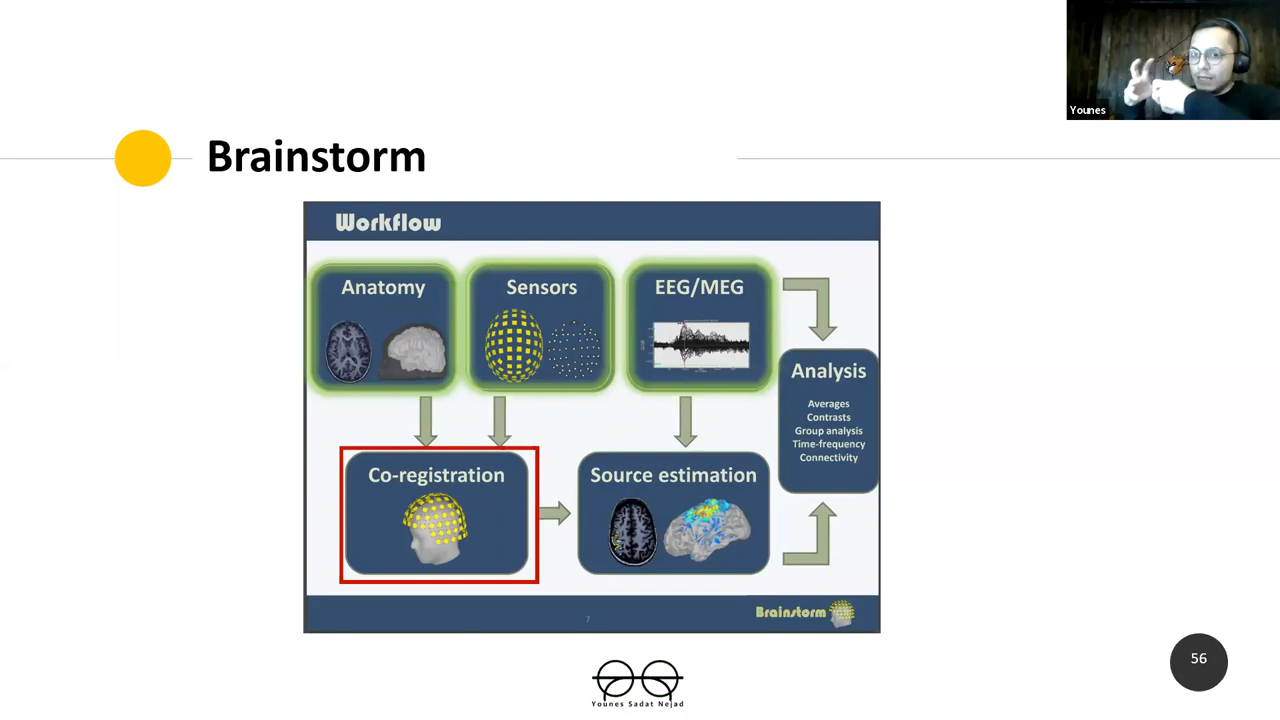 Younes
Brainstorm
Workflow
Anatomy
Sensors
EEG/MEG
Analysis
Averages
Contrasts
Group analysis
Time-frequency
Connectivity
Co-registration
Source estimation
7
Brainstorm
56
Younes Sadat Nejad